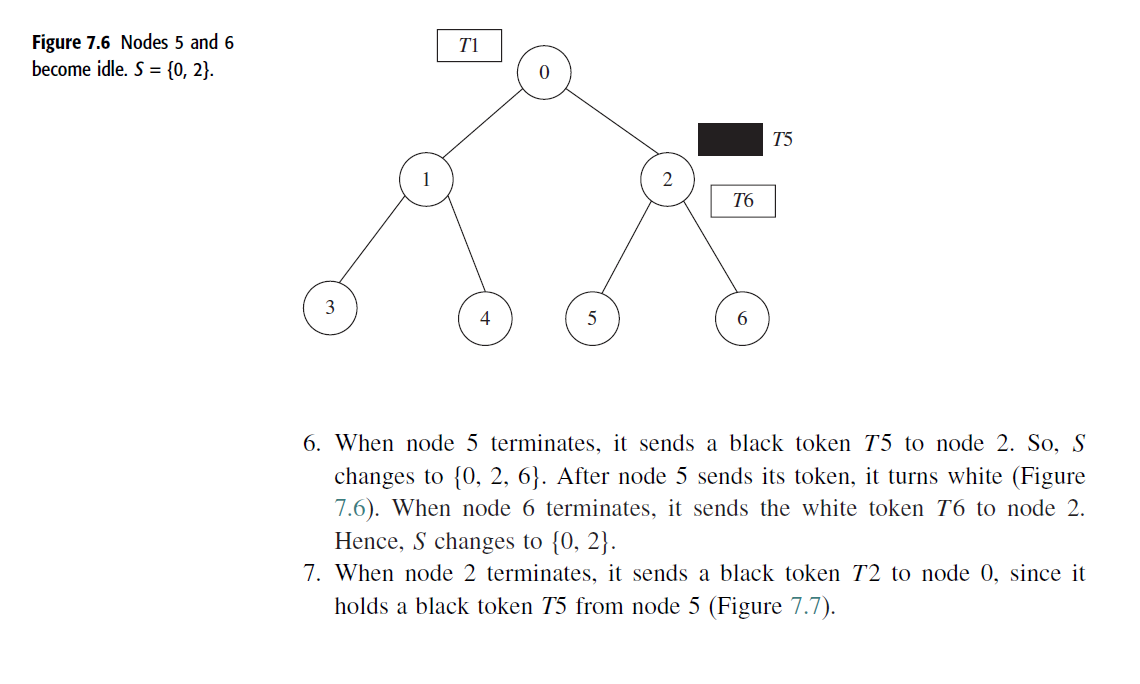 Figure 7.6 Nodes 5 and 6
become idle. S = {0, 2}.
T1
0
T5
1
2
T6
3
4
5
6
6. When node 5 terminates, it sends a black token T5 to node 2. So, S
changes to {0, 2, 6}. After node 5 sends its token, it turns white (Figure
7.6). When node 6 terminates, it sends the white token T6 to node 2.
Hence, S changes to {0, 2}.
7. When node 2 terminates, it sends a black token T2 to node 0, since it
holds a black token T5 from node 5 (Figure 7.7).